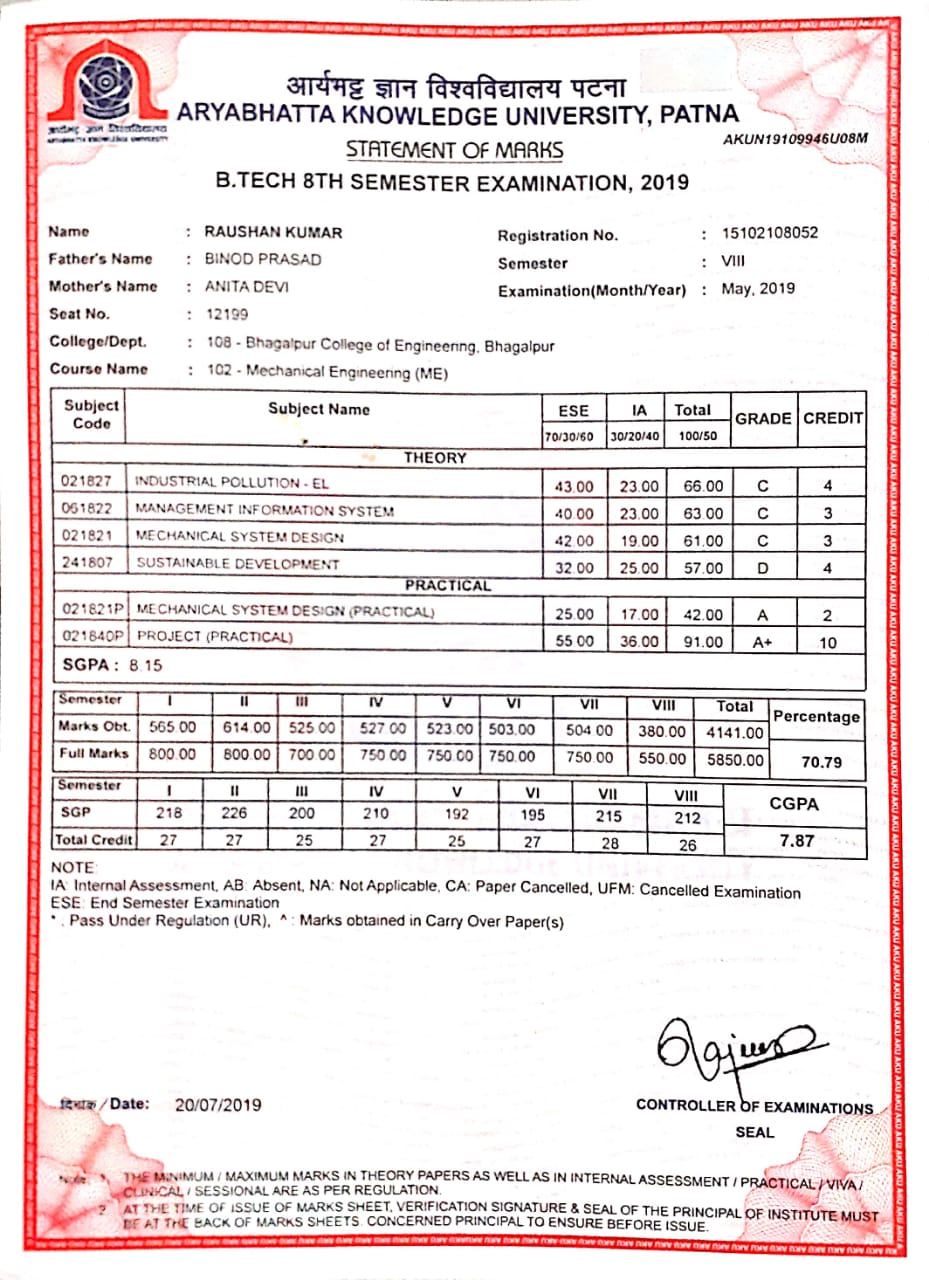 आर्यभट्ट ज्ञान विश्वविद्यालय
ARYABHATTA KNOWLEDGE UNIVERSITY
आर्यभट्ट ज्ञान विश्वविद्यालय पटना
ARYABHATTA KNOWLEDGE UNIVERSITY, PATNA
AKUN19109946U08M
STATEMENT OF MARKS
B.TECH 8TH SEMESTER EXAMINATION, 2019
Name : RAUSHAN KUMAR Registration No. : 15102108052
Father's Name : BINOD PRASAD Semester : VIII
Mother's Name : ANITA DEVI Examination(Month/Year) : May, 2019
Seat No. : 12199
College/Dept. : 108 - Bhagalpur College of Engineering, Bhagalpur
Course Name : 102 - Mechanical Engineering (ME)
Subject Code Subject Name ESE IA Total GRADE CREDIT
70/30/60 30/20/40 100/50
THEORY
021827 INDUSTRIAL POLLUTION - EL 43.00 23.00 66.00 C 4
061822 MANAGEMENT INFORMATION SYSTEM 40.00 23.00 63.00 C 3
021821 MECHANICAL SYSTEM DESIGN 42.00 19.00 61.00 C 3
241807 SUSTAINABLE DEVELOPMENT 32.00 25.00 57.00 D 4
PRACTICAL
021821P MECHANICAL SYSTEM DESIGN (PRACTICAL) 25.00 17.00 42.00 A 2
021840P PROJECT (PRACTICAL) 55.00 36.00 91.00 A+ 10
SGPA : 8.15
Semester I II III IV V VI VII VIII Total Percentage
Marks Obt. 565.00 614.00 525.00 527.00 523.00 503.00 504.00 380.00 4141.00
Full Marks 800.00 800.00 700.00 750.00 750.00 750.00 750.00 550.00 5850.00 70.79
Semester I II III IV V VI VII VIII CGPA
SGP 218 226 200 210 192 195 215 212
Total Credit 27 27 25 27 25 27 28 26 7.87
NOTE:
IA: Internal Assessment, AB: Absent, NA: Not Applicable, CA: Paper Cancelled, UFM: Cancelled Examination
ESE: End Semester Examination
* : Pass Under Regulation (UR), ^ : Marks obtained in Carry Over Paper(s)
दिनांक / Date: 20/07/2019
CONTROLLER OF EXAMINATIONS
SEAL
Note: 1. THE MINIMUM / MAXIMUM MARKS IN THEORY PAPERS AS WELL AS IN INTERNAL ASSESSMENT / PRACTICAL / VIVA /
CLINICAL / SESSIONAL ARE AS PER REGULATION.
2. AT THE TIME OF ISSUE OF MARK SHEET, VERIFICATION SIGNATURE & SEAL OF THE PRINCIPAL OF INSTITUTE MUST
BE AT THE BACK OF MARKS SHEETS. CONCERNED PRINCIPAL TO ENSURE BEFORE ISSUE.